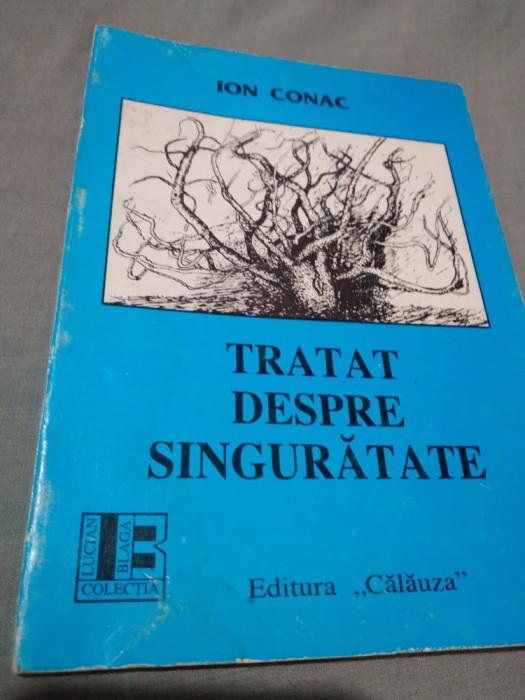 ION CONAC
TRATAT
DESPRE
SINGURĂTATE
LUCIAN
BLAGA
COLECȚIA
Editura „Călăuza”